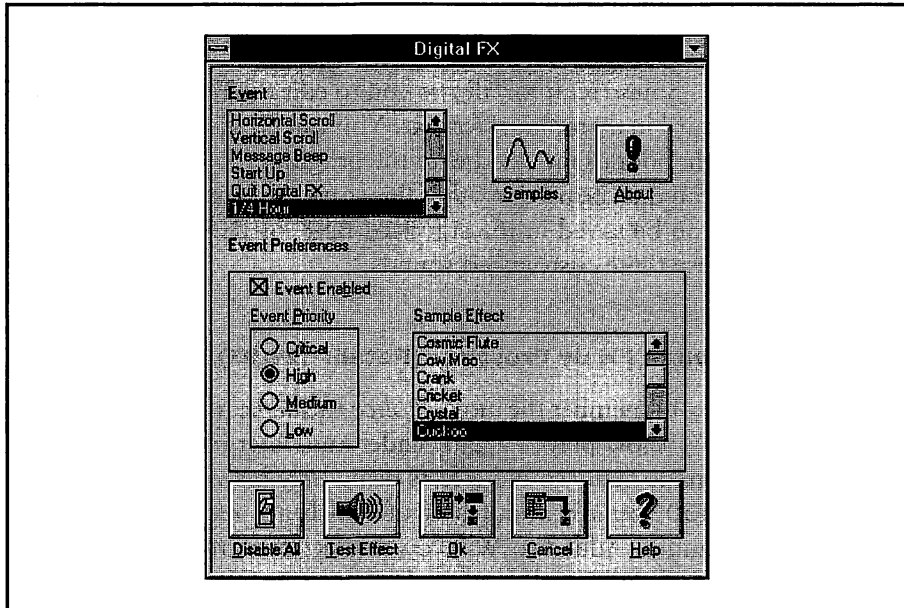 Digital FX
Event
Horizontal Scroll
Vertical Scroll
Message Beep
Start Up
Quit Digital FX
1/4 Hour
Samples
About
Event Preferences
Event Enabled
Event Priority
Critical
High
Medium
Low
Sample Effect
Cosmic Flute
Cow Moo
Crank
Cricket
Crystal
Cuckoo
Disable All
Test Effect
Ok
Cancel
Help